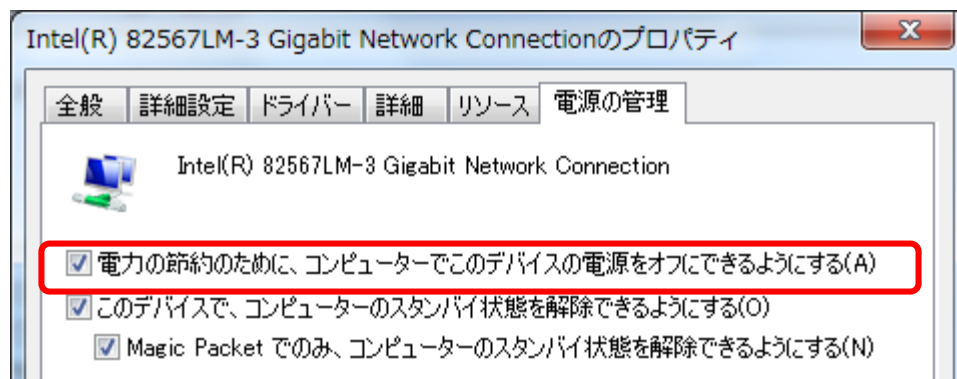 Intel(R) 82567LM-3 Gigabit Network Connectionのプロパティ
全般 詳細設定 ドライバー 詳細 リソース 電源の管理
Intel(R) 82567LM-3 Gigabit Network Connection
電力の節約のために、コンピューターでこのデバイスの電源をオフにできるようにする(A)
このデバイスで、コンピューターのスタンバイ状態を解除できるようにする(O)
Magic Packet でのみ、コンピューターのスタンバイ状態を解除できるようにする(N)